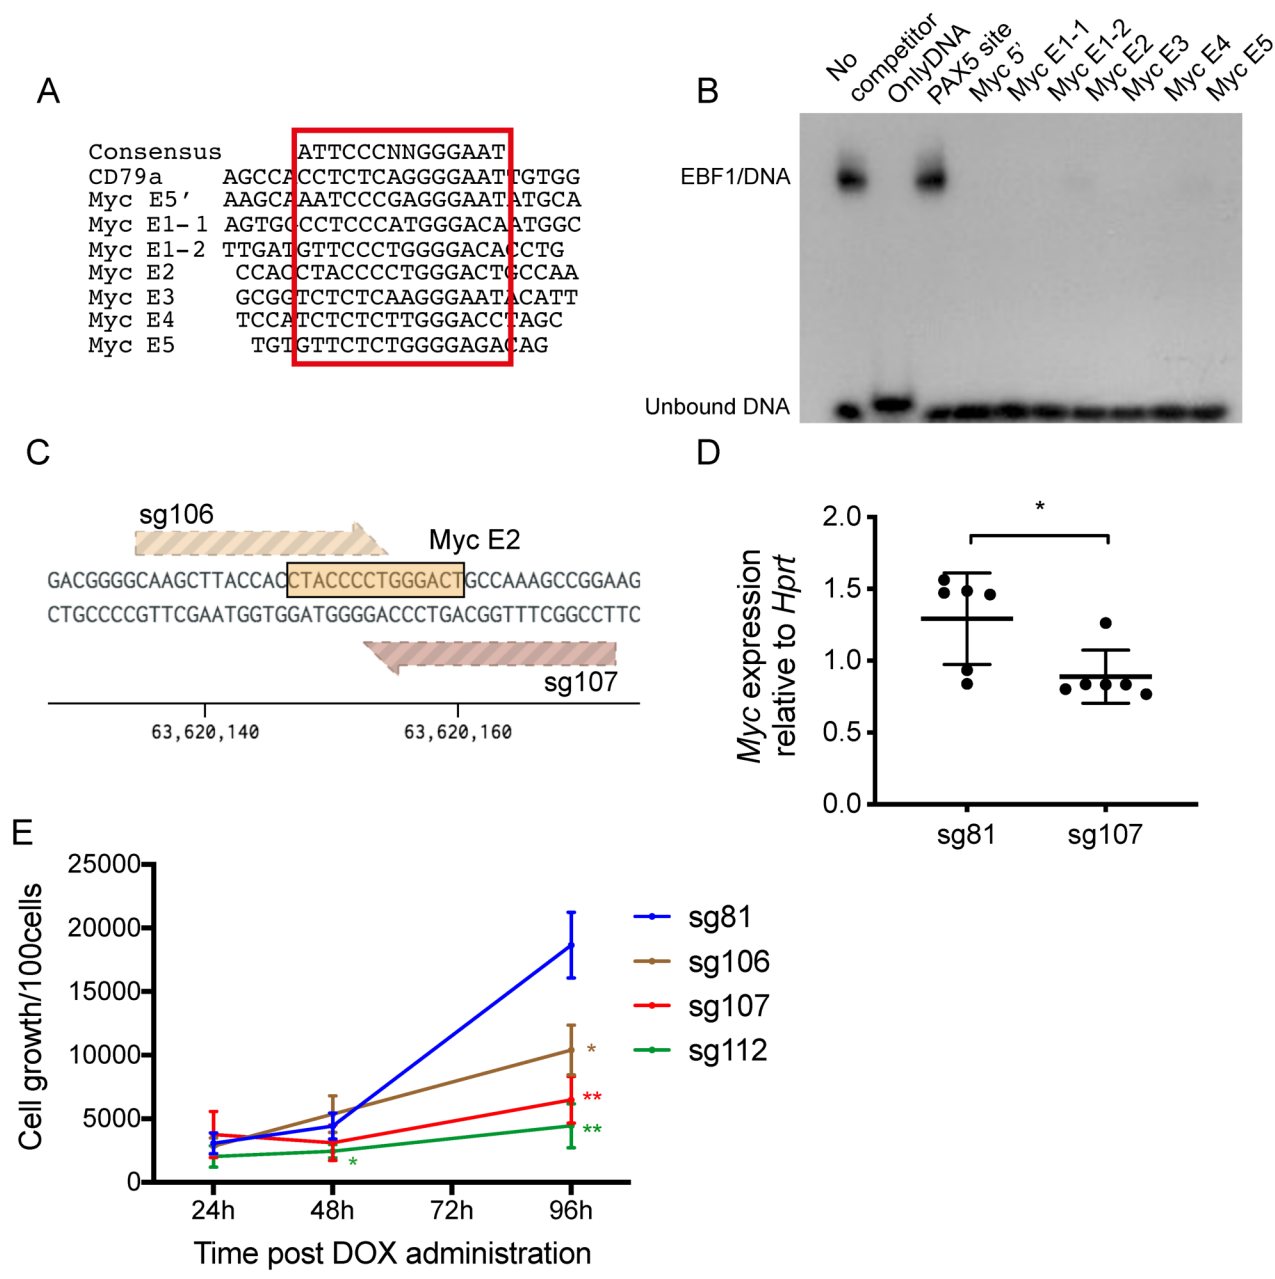 A
Consensus ATTCCCNNGGGAAT
CD79a AGCCACCTCTCAGGGGAATTGTGG
Myc E5’ AAGCAAATCCCGAGGGAATATGCA
Myc E1-1 AGTGGCCTCCCATGGGACAATGGC
Myc E1-2 TTGATGTTCCCTGGGGACACCTG
Myc E2 CCACCTACCCCTGGGACTGCCAA
Myc E3 GCGGTCTCTCAAGGGAATACATT
Myc E4 TCCATCTCTCTTGGGACCTAGC
Myc E5 TGTGTTCTCTGGGGAGACAG
B
No
competitor
OnlyDNA
PAX5 site
Myc 5’
Myc E1-1
Myc E1-2
Myc E2
Myc E3
Myc E4
Myc E5
EBF1/DNA
Unbound DNA
C
sg106
Myc E2
GACGGGGCAAGCTTACCACCTACCCCTGGGACTGCCAAAGCCGGAAG
CTGCCCCGTTCGAATGGTGGATGGGGACCCTGACGGTTTCGGCCTTC
sg107
63,620,140 63,620,160
D
Myc expression
relative to Hprt
2.0
1.5
1.0
0.5
0.0
*
sg81 sg107
E
Cell growth/100cells
25000
20000
15000
10000
5000
0
*
**
**
*
24h 48h 72h 96h
Time post DOX administration
sg81
sg106
sg107
sg112